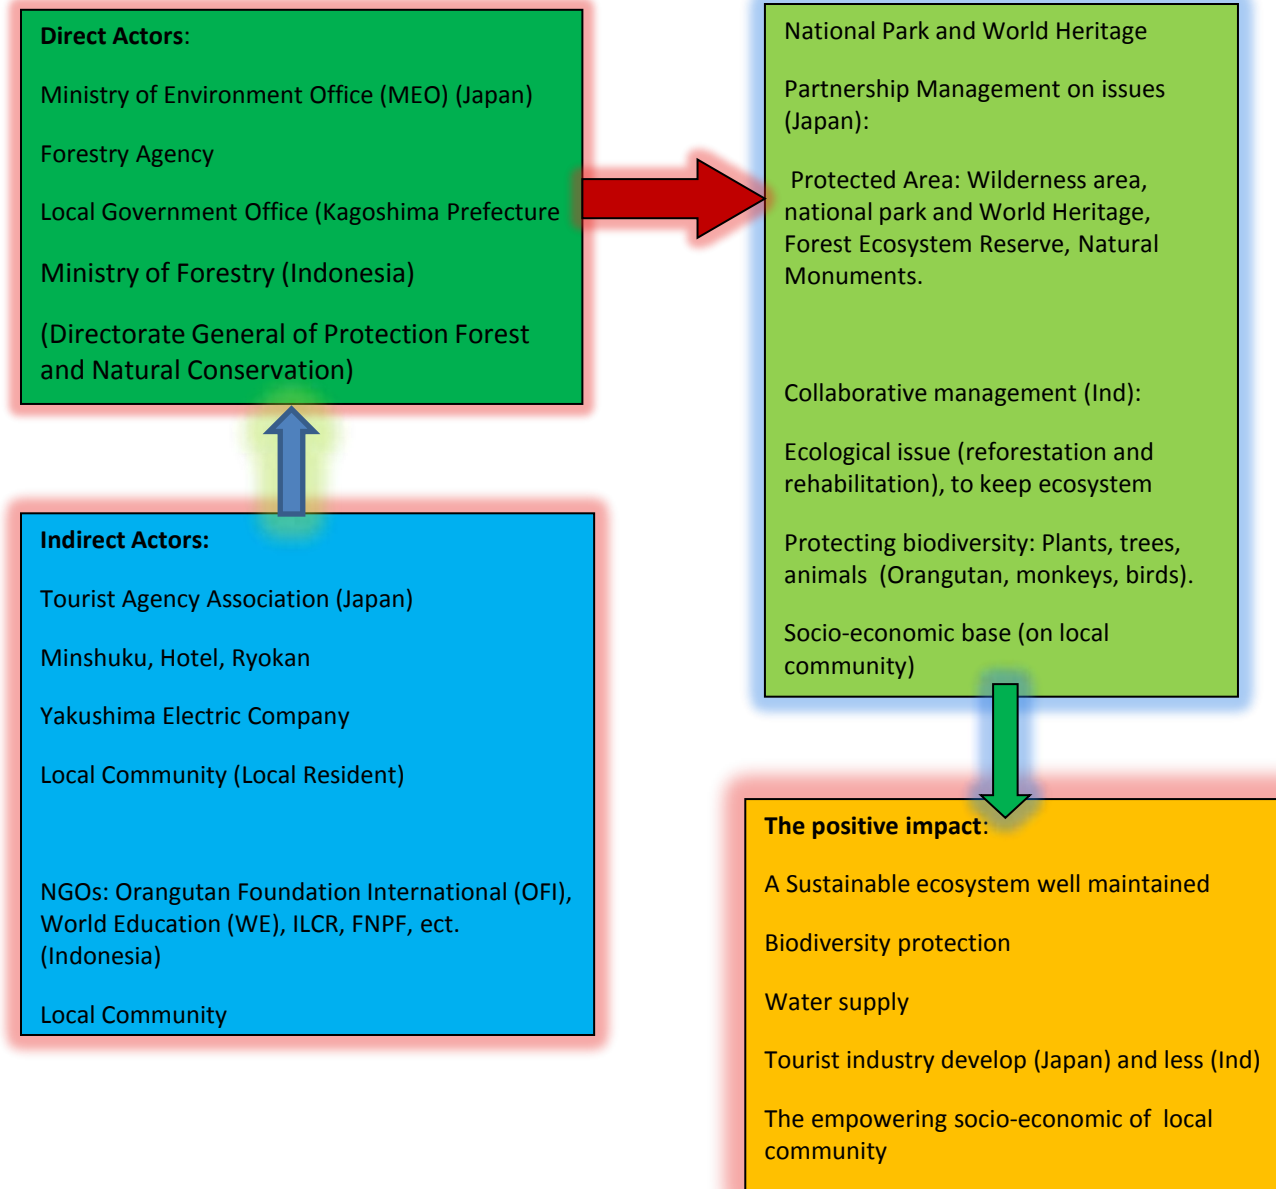 Direct Actors:
Ministry of Environment Office (MEO) (Japan)
Forestry Agency
Local Government Office (Kagoshima Prefecture
Ministry of Forestry (Indonesia)
(Directorate General of Protection Forest
and Natural Conservation)
Indirect Actors:
Tourist Agency Association (Japan)
Minshuku, Hotel, Ryokan
Yakushima Electric Company
Local Community (Local Resident)
NGOs: Orangutan Foundation International (OFI),
World Education (WE), ILCR, FNPF, ect.
(Indonesia)
Local Community
National Park and World Heritage
Partnership Management on issues
(Japan):
Protected Area: Wilderness area,
national park and World Heritage,
Forest Ecosystem Reserve, Natural
Monuments.
Collaborative management (Ind):
Ecological issue (reforestation and
rehabilitation), to keep ecosystem
Protecting biodiversity: Plants, trees,
animals (Orangutan, monkeys, birds).
Socio-economic base (on local
community)
The positive impact:
A Sustainable ecosystem well maintained
Biodiversity protection
Water supply
Tourist industry develop (Japan) and less (Ind)
The empowering socio-economic of local
community